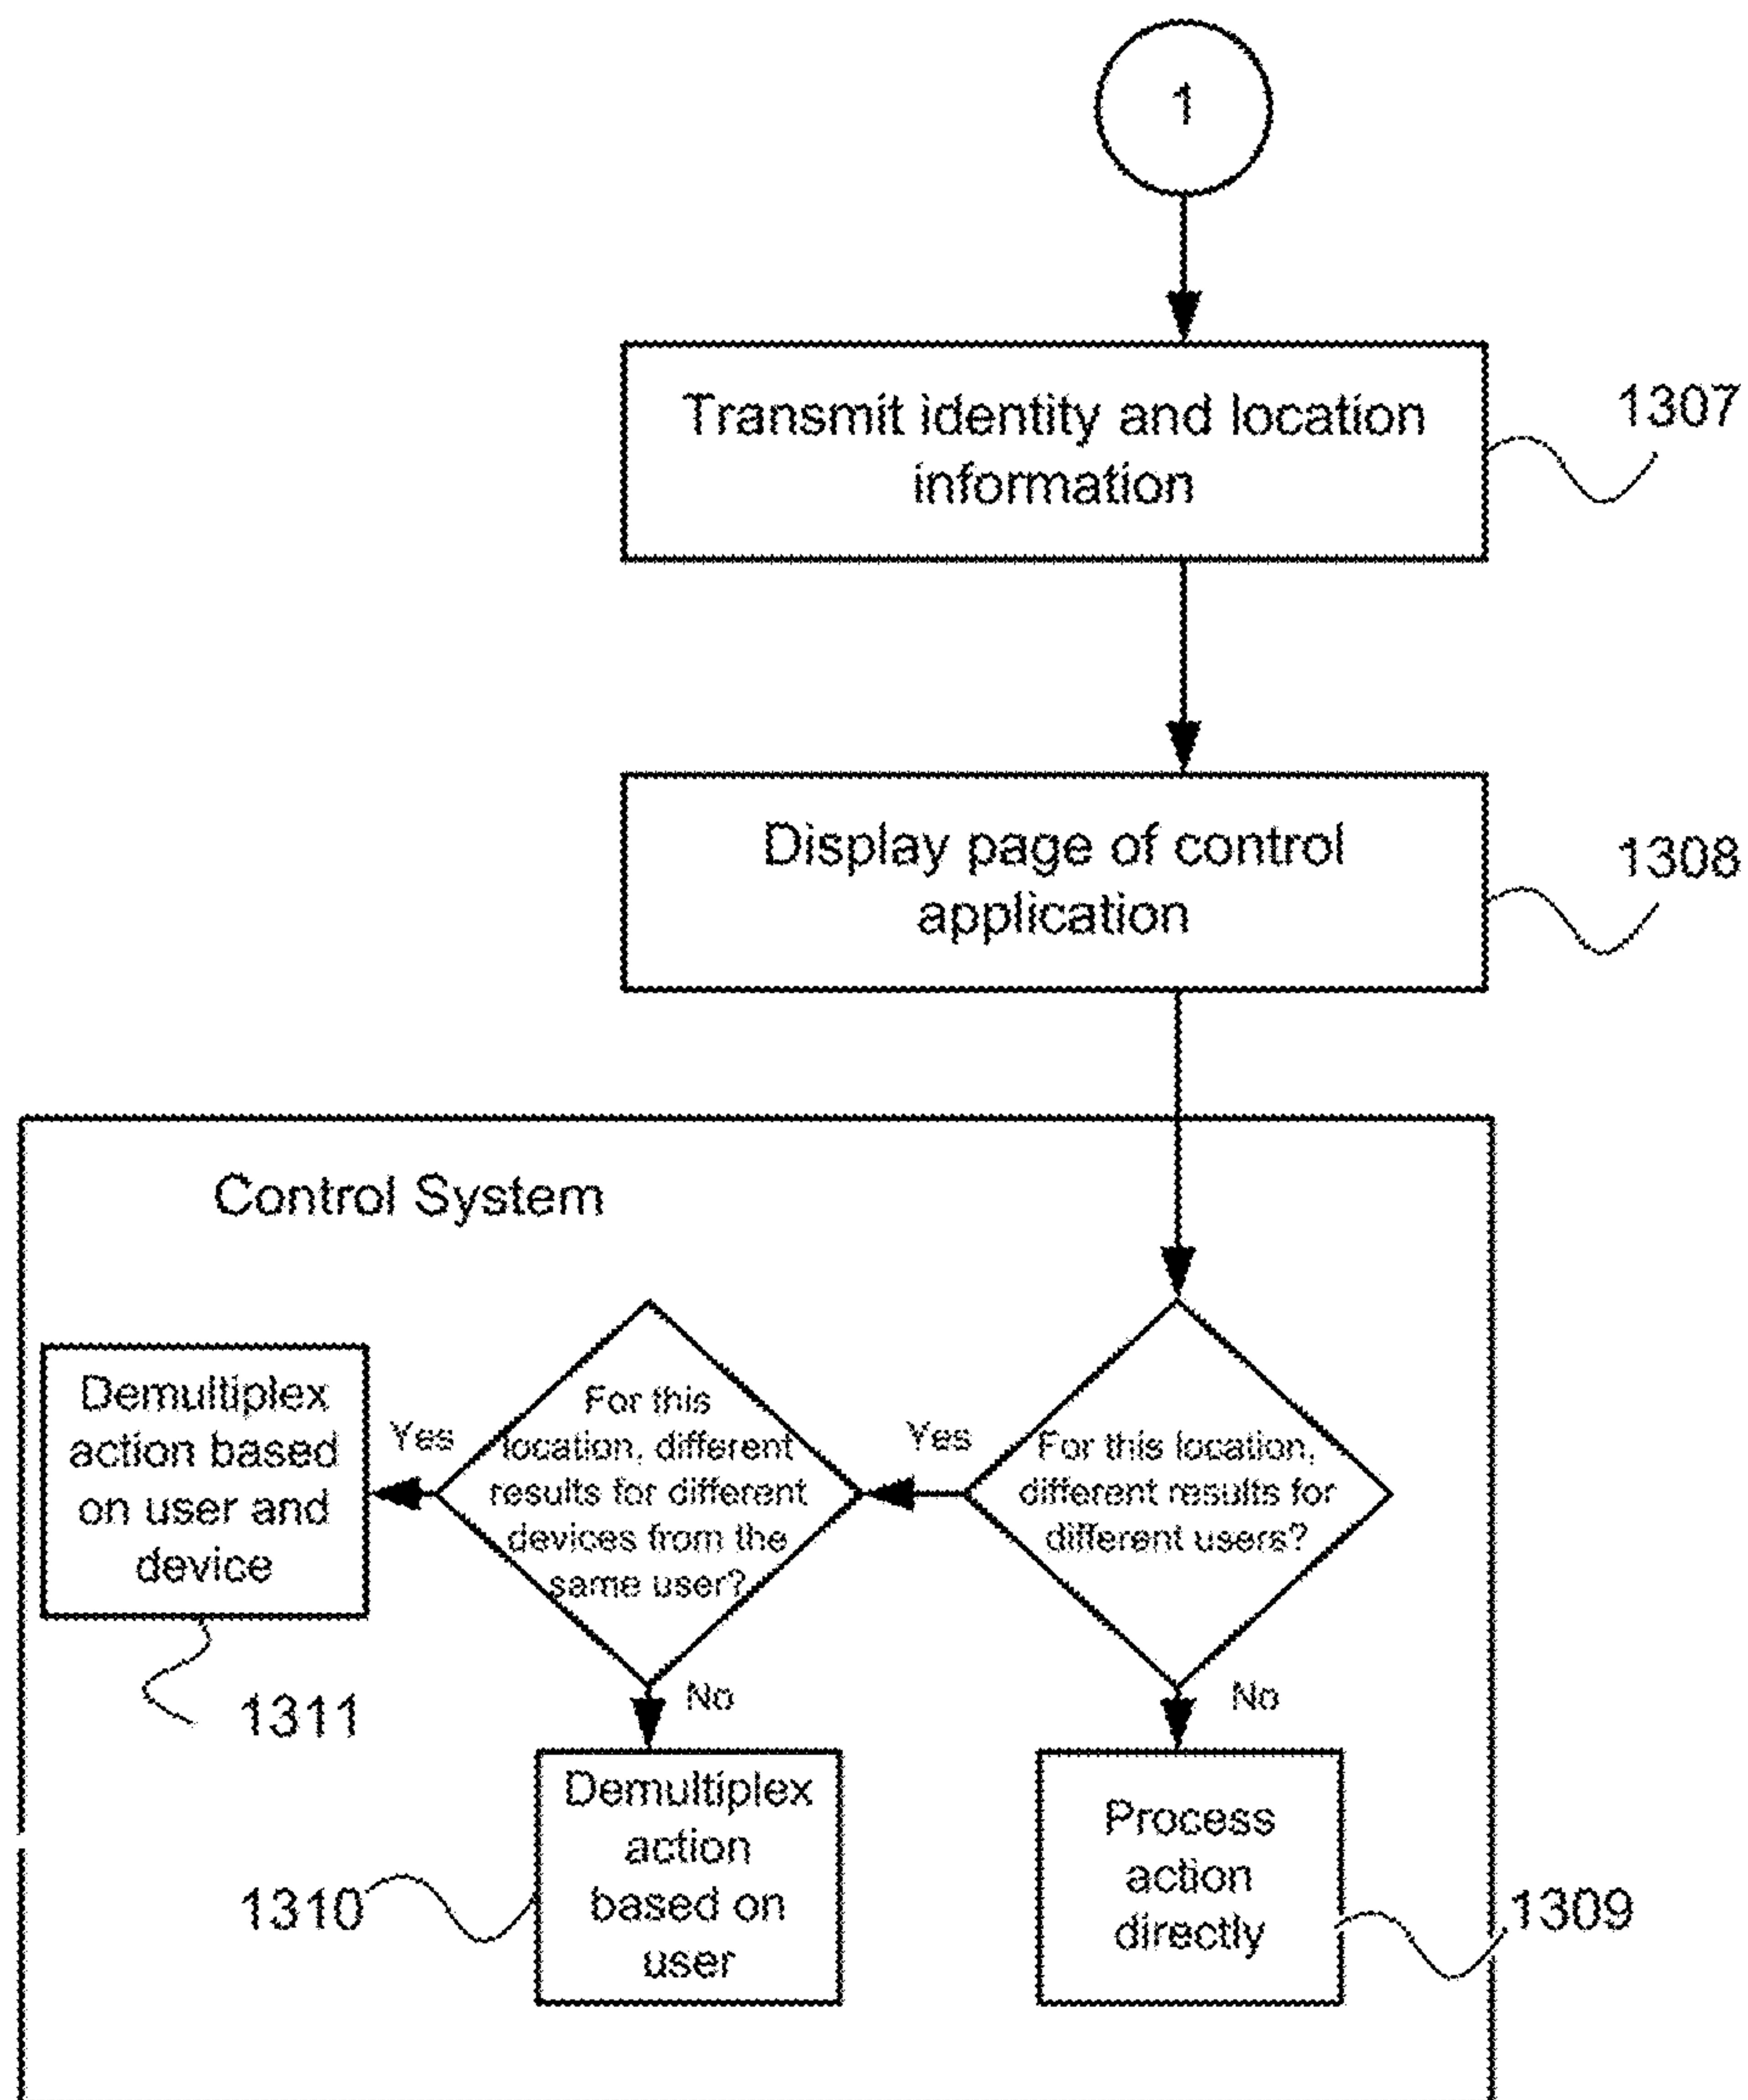 1
Transmit identity and location
information
1307
Display page of control
application
1308
Control System
For this location,
different results for
different users?
Yes
No
For this
location, different
results for different
devices from the
same user?
Yes
No
Demultiplex
action based
on user and
device
1311
Demultiplex
action
based on
user
1310
Process
action
directly
1309